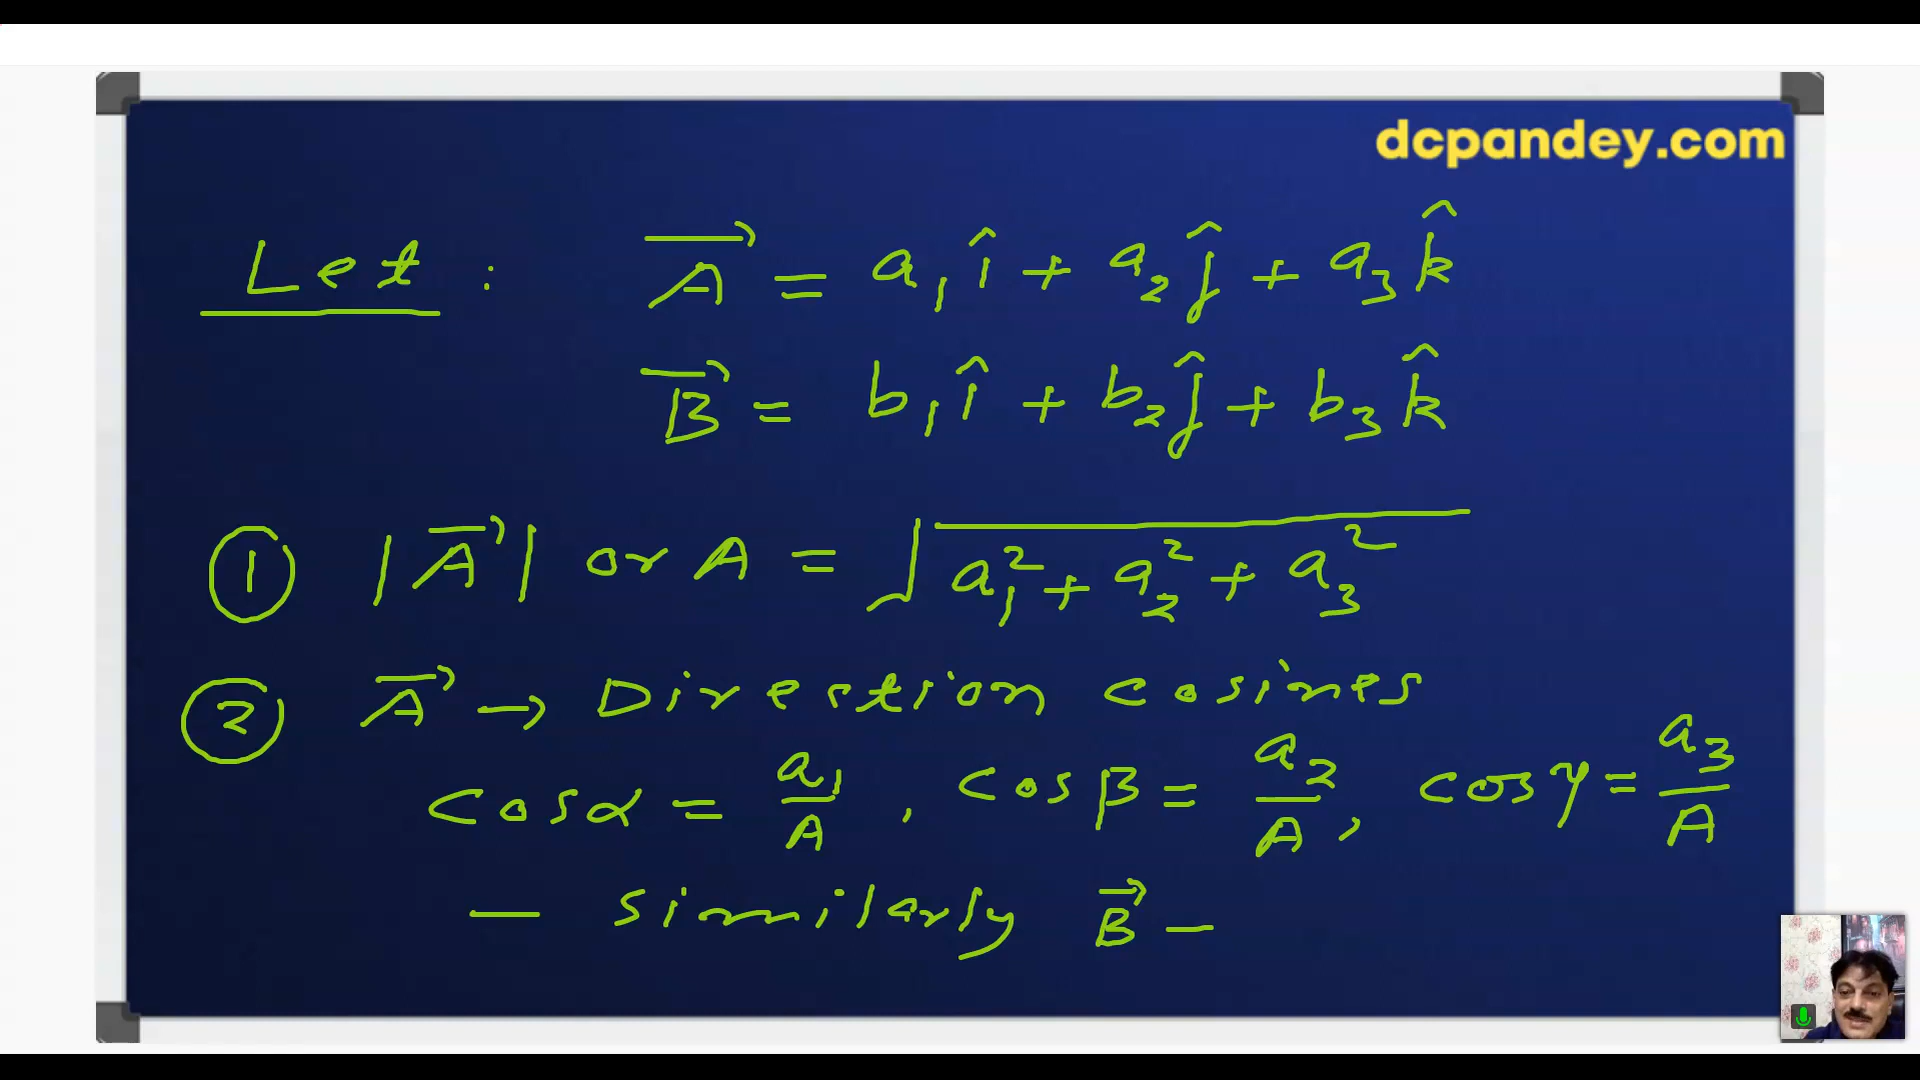 dcpandey.com
Let : A⃗ = a₁î + a₂ĵ + a₃k̂
B⃗ = b₁î + b₂ĵ + b₃k̂
① |A⃗| or A = √(a₁² + a₂² + a₃²)
② A⃗ → Direction cosines
cosα = a₁/A , cosβ = a₂/A , cosγ = a₃/A
— similarly B⃗ —